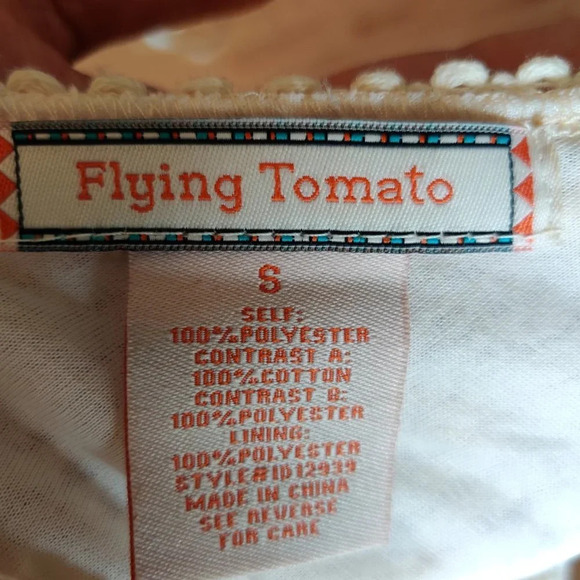 Flying Tomato
S
SELF:
100%POLYESTER
CONTRAST A:
100%COTTON
CONTRAST B:
100%POLYESTER
LINING:
100%POLYESTER
STYLE#ID12939
MADE IN CHINA
SEE REVERSE
FOR CARE